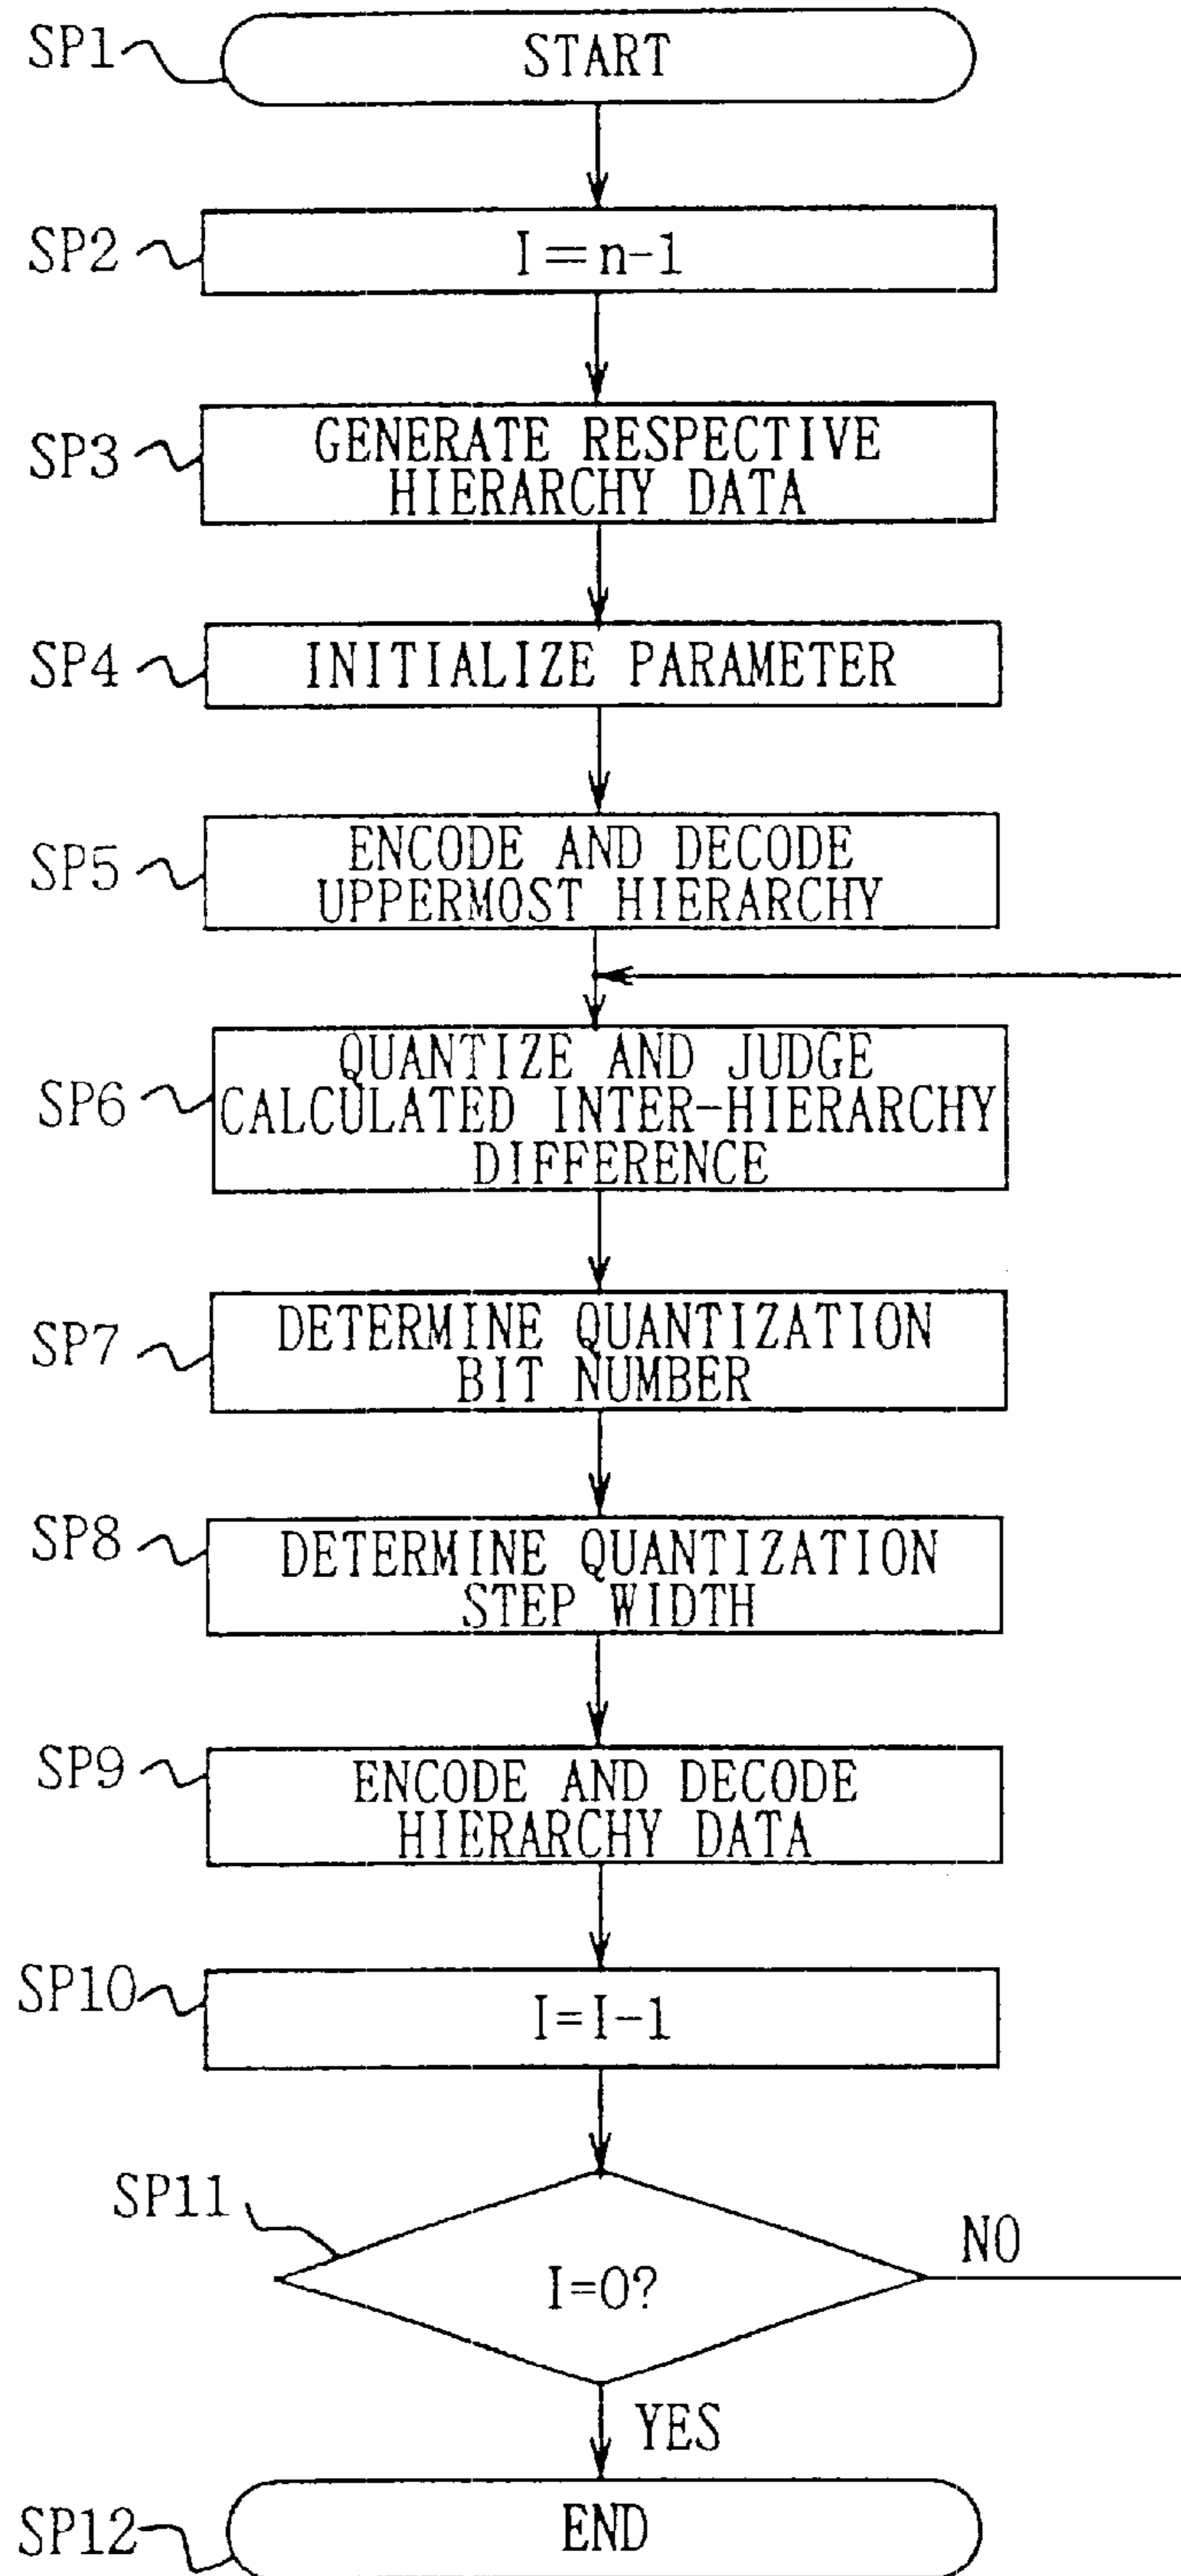 SP1
START
SP2
I=n-1
SP3
GENERATE RESPECTIVE
HIERARCHY DATA
SP4
INITIALIZE PARAMETER
SP5
ENCODE AND DECODE
UPPERMOST HIERARCHY
SP6
QUANTIZE AND JUDGE
CALCULATED INTER-HIERARCHY
DIFFERENCE
SP7
DETERMINE QUANTIZATION
BIT NUMBER
SP8
DETERMINE QUANTIZATION
STEP WIDTH
SP9
ENCODE AND DECODE
HIERARCHY DATA
SP10
I=I-1
SP11
I=0?
NO
YES
SP12
END